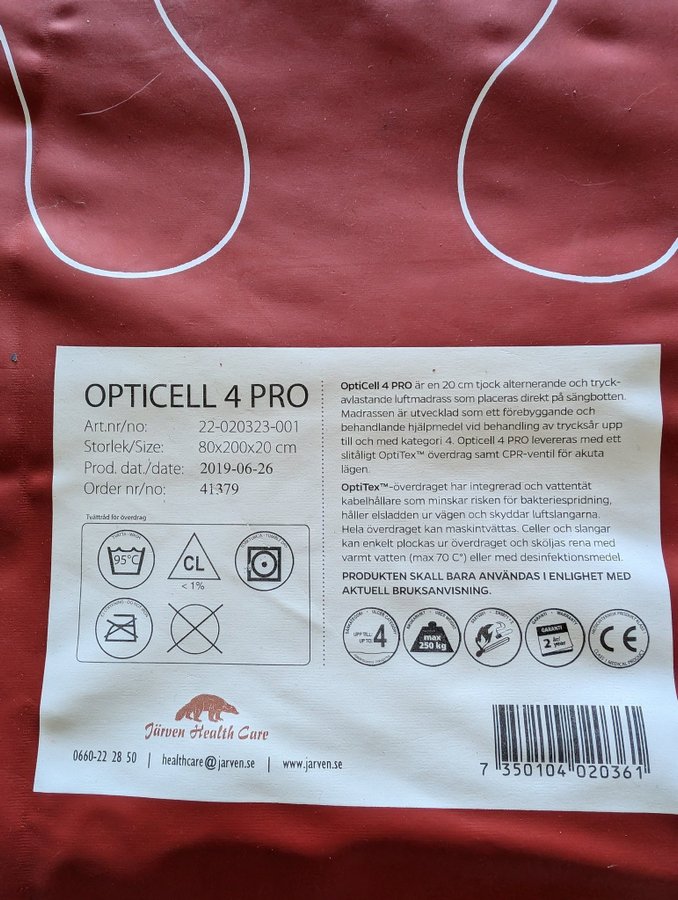 OPTICELL 4 PRO
Art.nr/no: 22-020323-001
Storlek/Size: 80x200x20 cm
Prod. dat./date: 2019-06-26
Order nr/no: 41379
Tvättråd för överdrag
95°C
CL
< 1%
OptiCell 4 PRO är en 20 cm tjock alternerande och tryck-
avlastande luftmadrass som placeras direkt på sängbotten.
Madrassen är utvecklad som ett förebyggande och
behandlande hjälpmedel vid behandling av trycksår upp
till och med kategori 4. Opticell 4 PRO levereras med ett
slitåligt OptiTex™ överdrag samt CPR-ventil för akuta
lägen.
OptiTex™-överdraget har integrerad och vattentät
kabelhållare som minskar risken för bakteriespridning,
håller elsladden ur vägen och skyddar luftslangarna.
Hela överdraget kan maskintvättas. Celler och slangar
kan enkelt plockas ur överdraget och sköljas rena med
varmt vatten (max 70 C°) eller med desinfektionsmedel.
PRODUKTEN SKALL BARA ANVÄNDAS I ENLIGHET MED
AKTUELL BRUKSANVISNING.
UPP TILL/
UP TO: 4
max
250 kg
GARANTI
2 år/
year
CE
Järven Health Care
0660-22 28 50 | healthcare@jarven.se | www.jarven.se
7 350104 020361